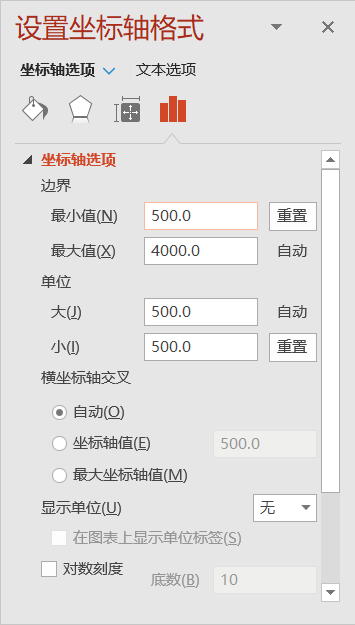 设置坐标轴格式
坐标轴选项 文本选项
坐标轴选项
边界
最小值(N) 500.0 重置
最大值(X) 4000.0 自动
单位
大(J) 500.0 自动
小(I) 500.0 重置
横坐标轴交叉
自动(O)
坐标轴值(E) 500.0
最大坐标轴值(M)
显示单位(U) 无
在图表上显示单位标签(S)
对数刻度 底数(B) 10